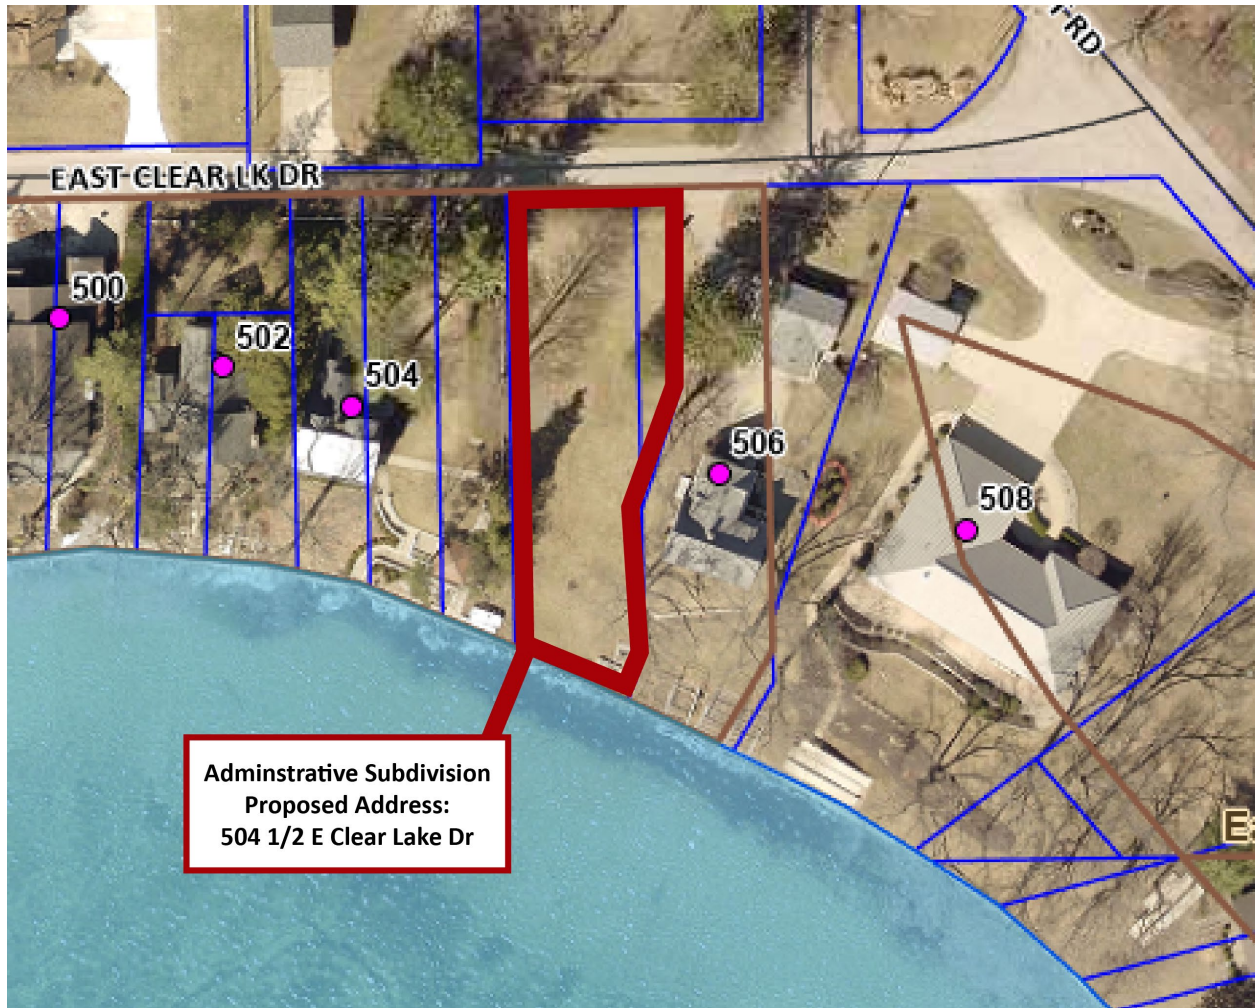 F RD
EAST CLEAR LK DR
500
502
504
506
508
Adminstrative Subdivision
Proposed Address:
504 1/2 E Clear Lake Dr